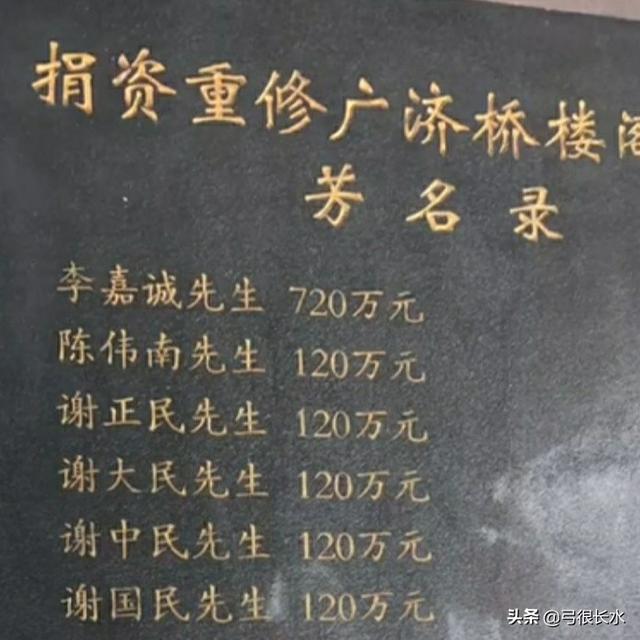 捐资重修广济桥楼阁
芳名录
李嘉诚先生 720万元
陈伟南先生 120万元
谢正民先生 120万元
谢大民先生 120万元
谢中民先生 120万元
谢国民先生 120万元
头条 @弓很长水